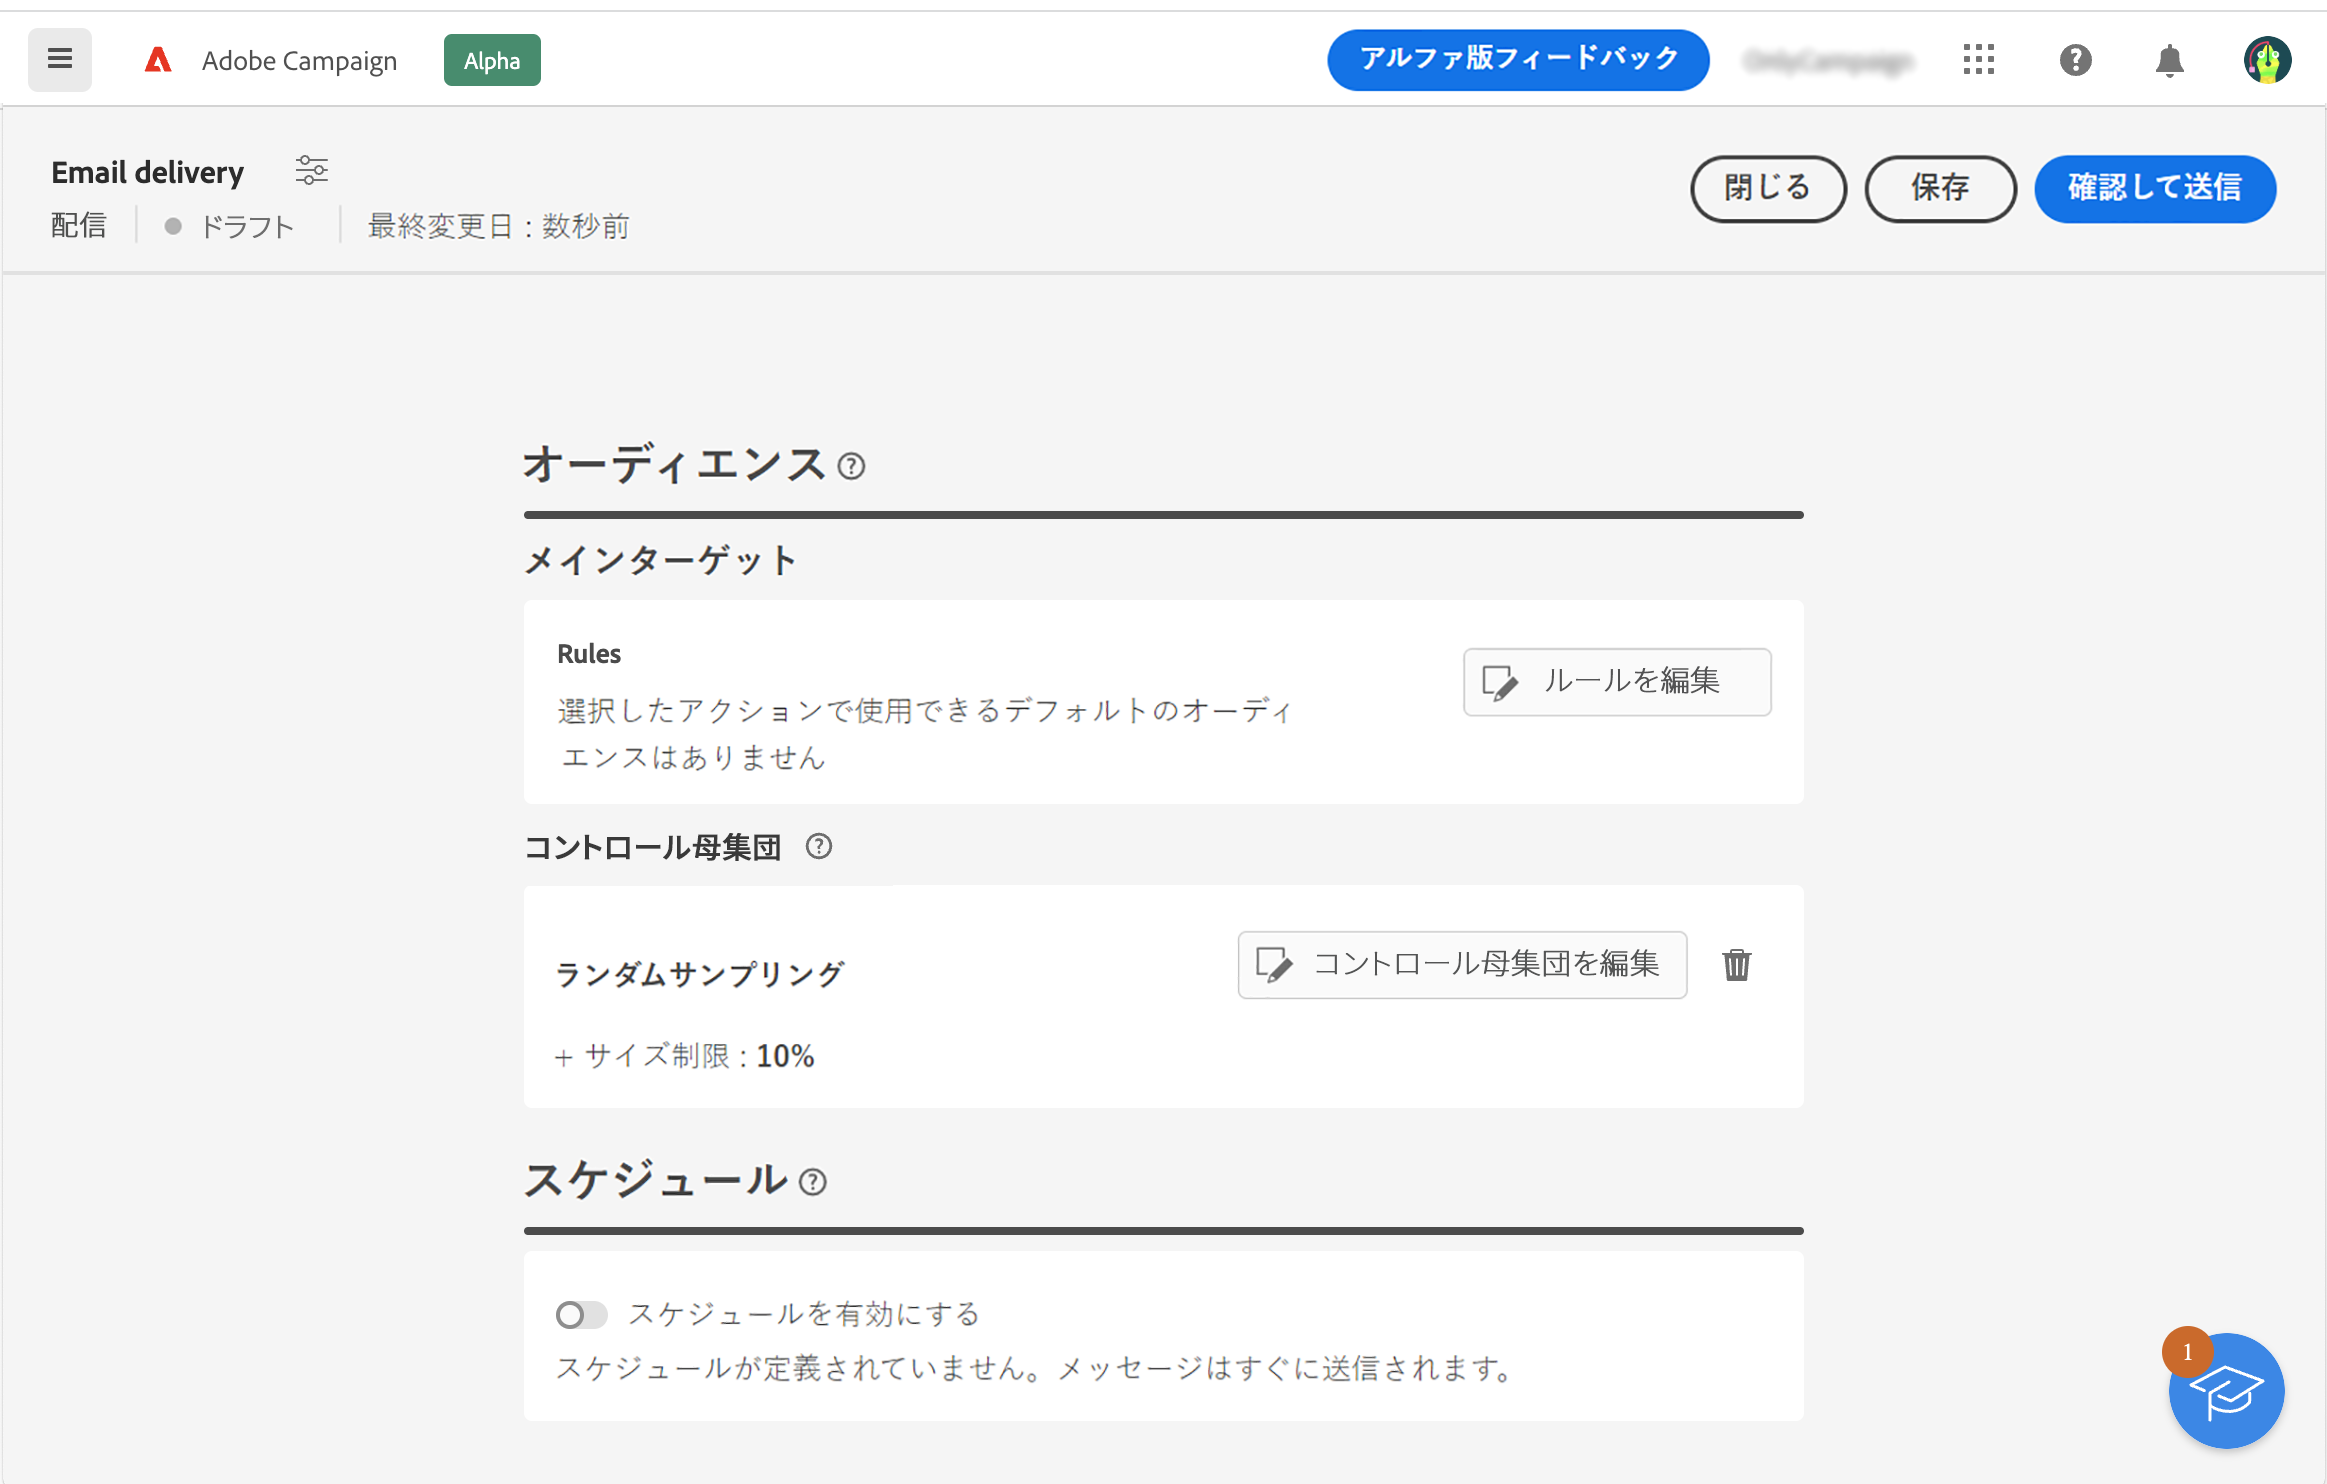 Adobe Campaign
Alpha
アルファ版フィードバック
Email delivery
配信
ドラフト
最終変更日 : 数秒前
閉じる
保存
確認して送信
オーディエンス
メインターゲット
Rules
選択したアクションで使用できるデフォルトのオーディ
エンスはありません
ルールを編集
コントロール母集団
ランダムサンプリング
コントロール母集団を編集
+ サイズ制限 : 10%
スケジュール
スケジュールを有効にする
スケジュールが定義されていません。メッセージはすぐに送信されます。
1